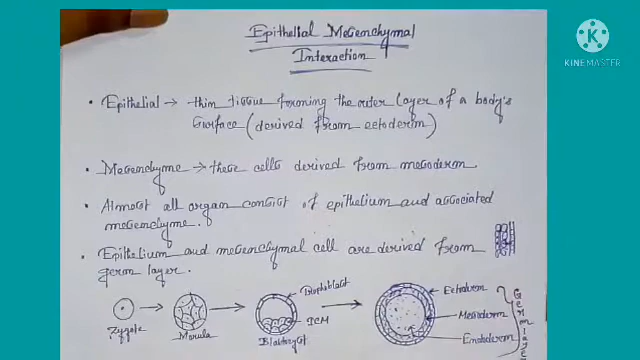 Epithelial Mesenchymal
Interaction
KINEMASTER
• Epithelial → thin tissue forming the outer layer of a body's
surface (derived from ectoderm)
• Mesenchyme → these cells derived from mesoderm.
• Almost all organ consist of epithelium and associated
mesenchyme.
• Epithelium and mesenchymal cell are derived from
germ layer.
Zygote
Morula
Blastocyst
ICM
Ectoderm
Mesoderm
Endoderm
Germ layer